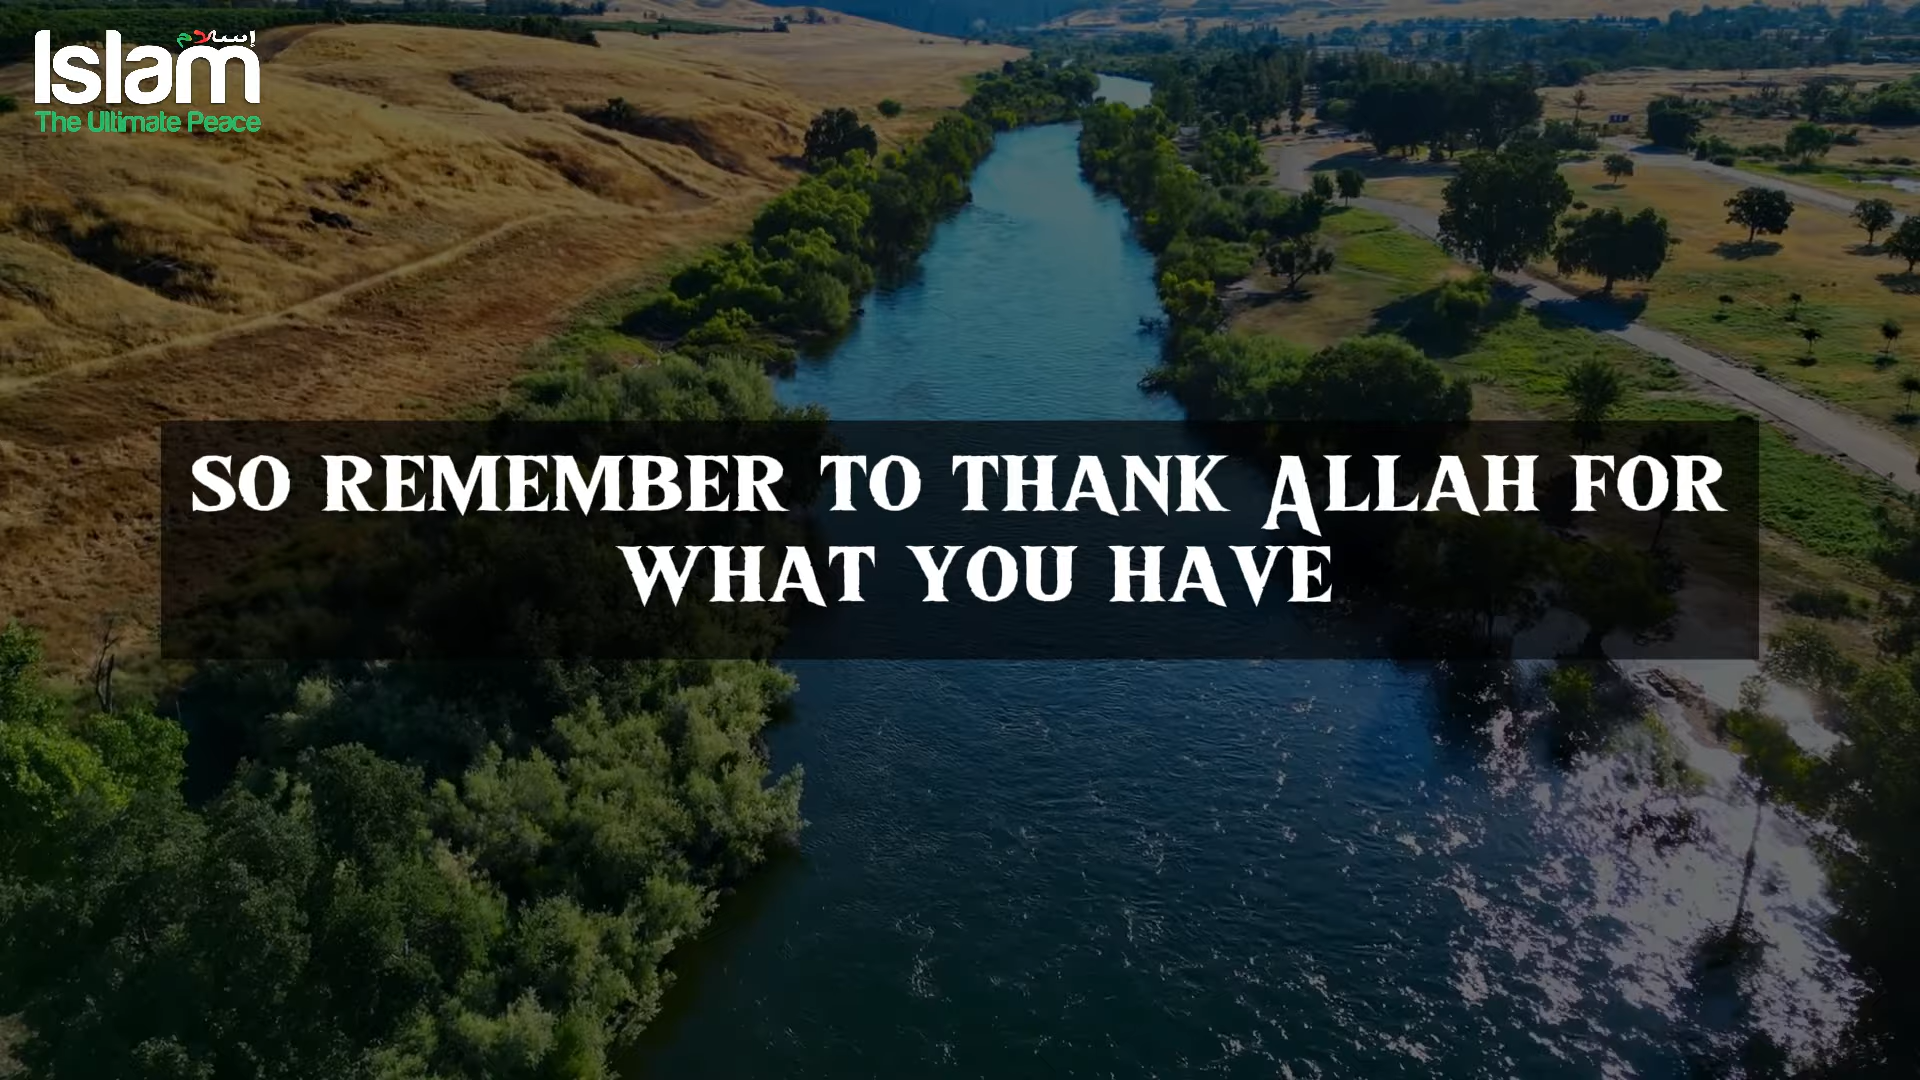 Islam إسلام
The Ultimate Peace
so remember to thank Allah for
what you have